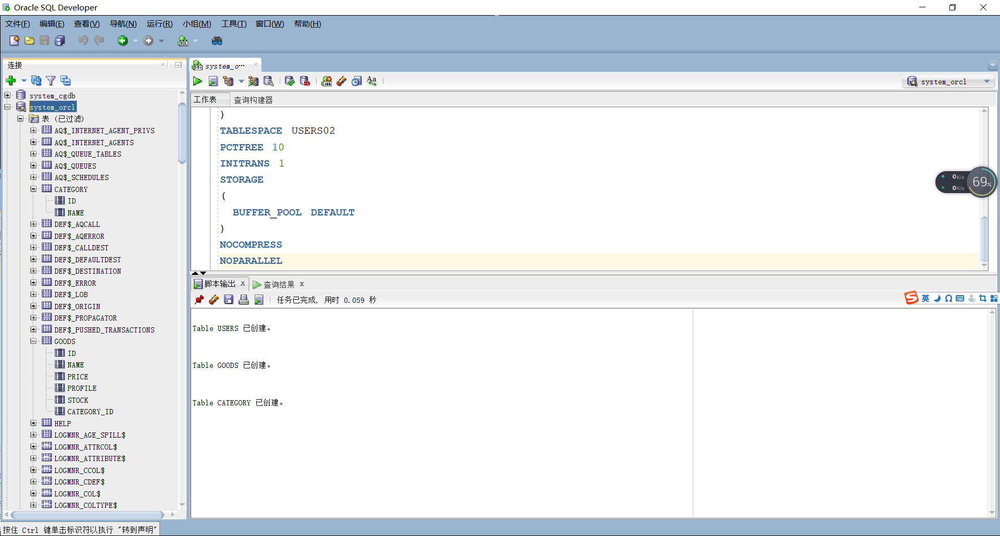 Oracle SQL Developer
文件(F) 编辑(E) 查看(V) 导航(N) 运行(R) 小组(M) 工具(T) 窗口(W) 帮助(H)
连接
system_cgdb
system_orcl
表 (已过滤)
AQ$_INTERNET_AGENT_PRIVS
AQ$_INTERNET_AGENTS
AQ$_QUEUE_TABLES
AQ$_QUEUES
AQ$_SCHEDULES
CATEGORY
ID
NAME
DEF$_AQCALL
DEF$_AQERROR
DEF$_CALLDEST
DEF$_DEFAULTDEST
DEF$_DESTINATION
DEF$_ERROR
DEF$_LOB
DEF$_ORIGIN
DEF$_PROPAGATOR
DEF$_PUSHED_TRANSACTIONS
GOODS
ID
NAME
PRICE
PROFILE
STOCK
CATEGORY_ID
HELP
LOGMNR_AGE_SPILL$
LOGMNR_ATTRCOL$
LOGMNR_ATTRIBUTE$
LOGMNR_CCOL$
LOGMNR_CDEF$
LOGMNR_COL$
LOGMNR_COLTYPE$
system_o…
system_orcl
工作表 查询构建器
)
TABLESPACE USERS02
PCTFREE 10
INITRANS 1
STORAGE
(
BUFFER_POOL DEFAULT
)
NOCOMPRESS
NOPARALLEL
0K/s
0K/s
69%
脚本输出 x 查询结果 x
任务已完成, 用时 0.059 秒
英
Table USERS 已创建。
Table GOODS 已创建。
Table CATEGORY 已创建。
按住 Ctrl 键单击标识符以执行 "转到声明"